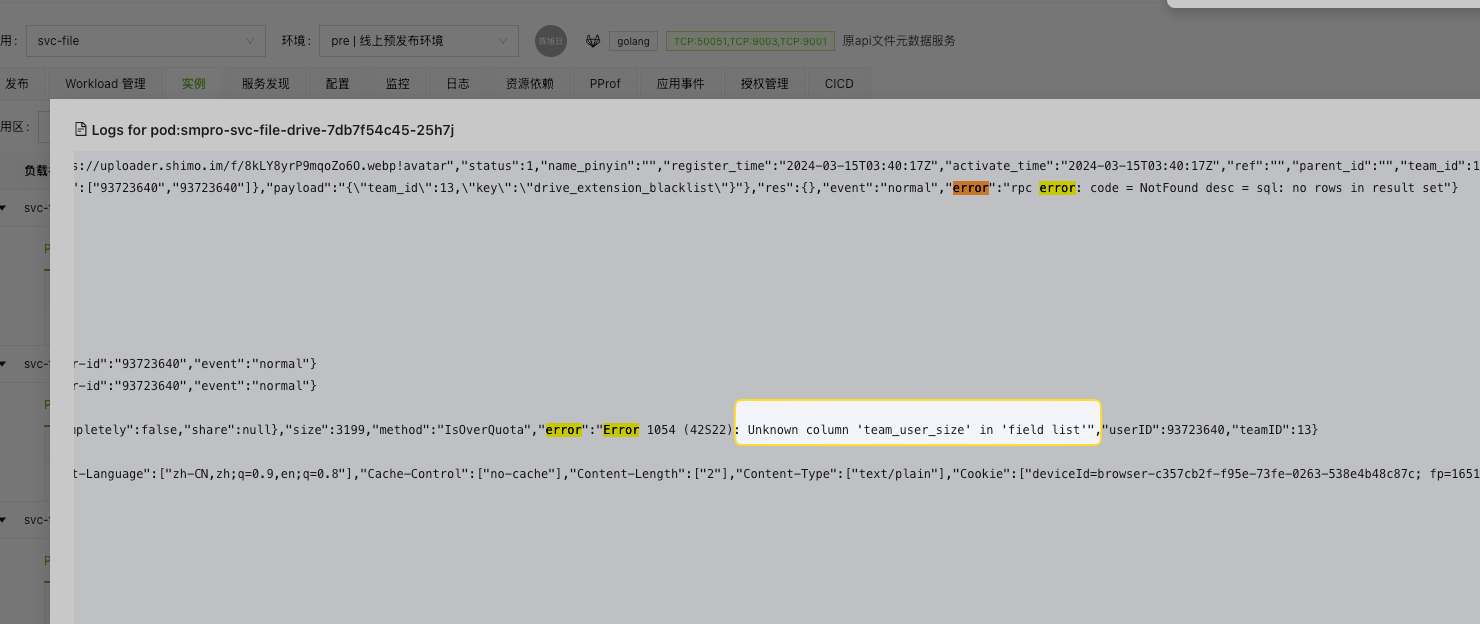 用: svc-file 环境: pre | 线上预发布环境 陈旭日 golang TCP:50051,TCP:9003,TCP:9001 原api文件元数据服务
发布 Workload 管理 实例 服务发现 配置 监控 日志 资源依赖 PProf 应用事件 授权管理 CICD
用区:
Logs for pod:smpro-svc-file-drive-7db7f54c45-25h7j
s://uploader.shimo.im/f/8kLY8yrP9mqoZo6O.webp!avatar","status":1,"name_pinyin":"","register_time":"2024-03-15T03:40:17Z","activate_time":"2024-03-15T03:40:17Z","ref":"","parent_id":"","team_id":1
负载
":["93723640","93723640"]},"payload":"{\"team_id\":13,\"key\":\"drive_extension_blacklist\"}"},"res":{},"event":"normal","error":"rpc error: code = NotFound desc = sql: no rows in result set"}
svc-
P
r-id":"93723640","event":"normal"}
svc-
r-id":"93723640","event":"normal"}
P
mpletely":false,"share":null},"size":3199,"method":"IsOverQuota","error":"Error 1054 (42S22): Unknown column 'team_user_size' in 'field list'","userID":93723640,"teamID":13}
t-Language":["zh-CN,zh;q=0.9,en;q=0.8"],"Cache-Control":["no-cache"],"Content-Length":["2"],"Content-Type":["text/plain"],"Cookie":["deviceId=browser-c357cb2f-f95e-73fe-0263-538e4b48c87c; fp=1651
svc-
P